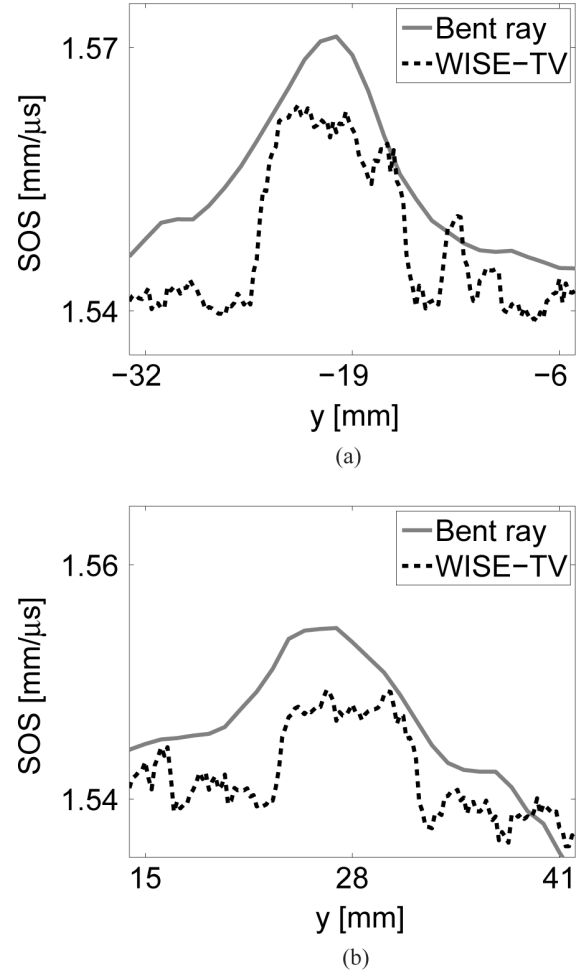 Bent ray
WISE−TV
1.57
1.54
SOS [mm/μs]
−32 −19 −6
y [mm]
(a)
Bent ray
WISE−TV
1.56
1.54
SOS [mm/μs]
15 28 41
y [mm]
(b)